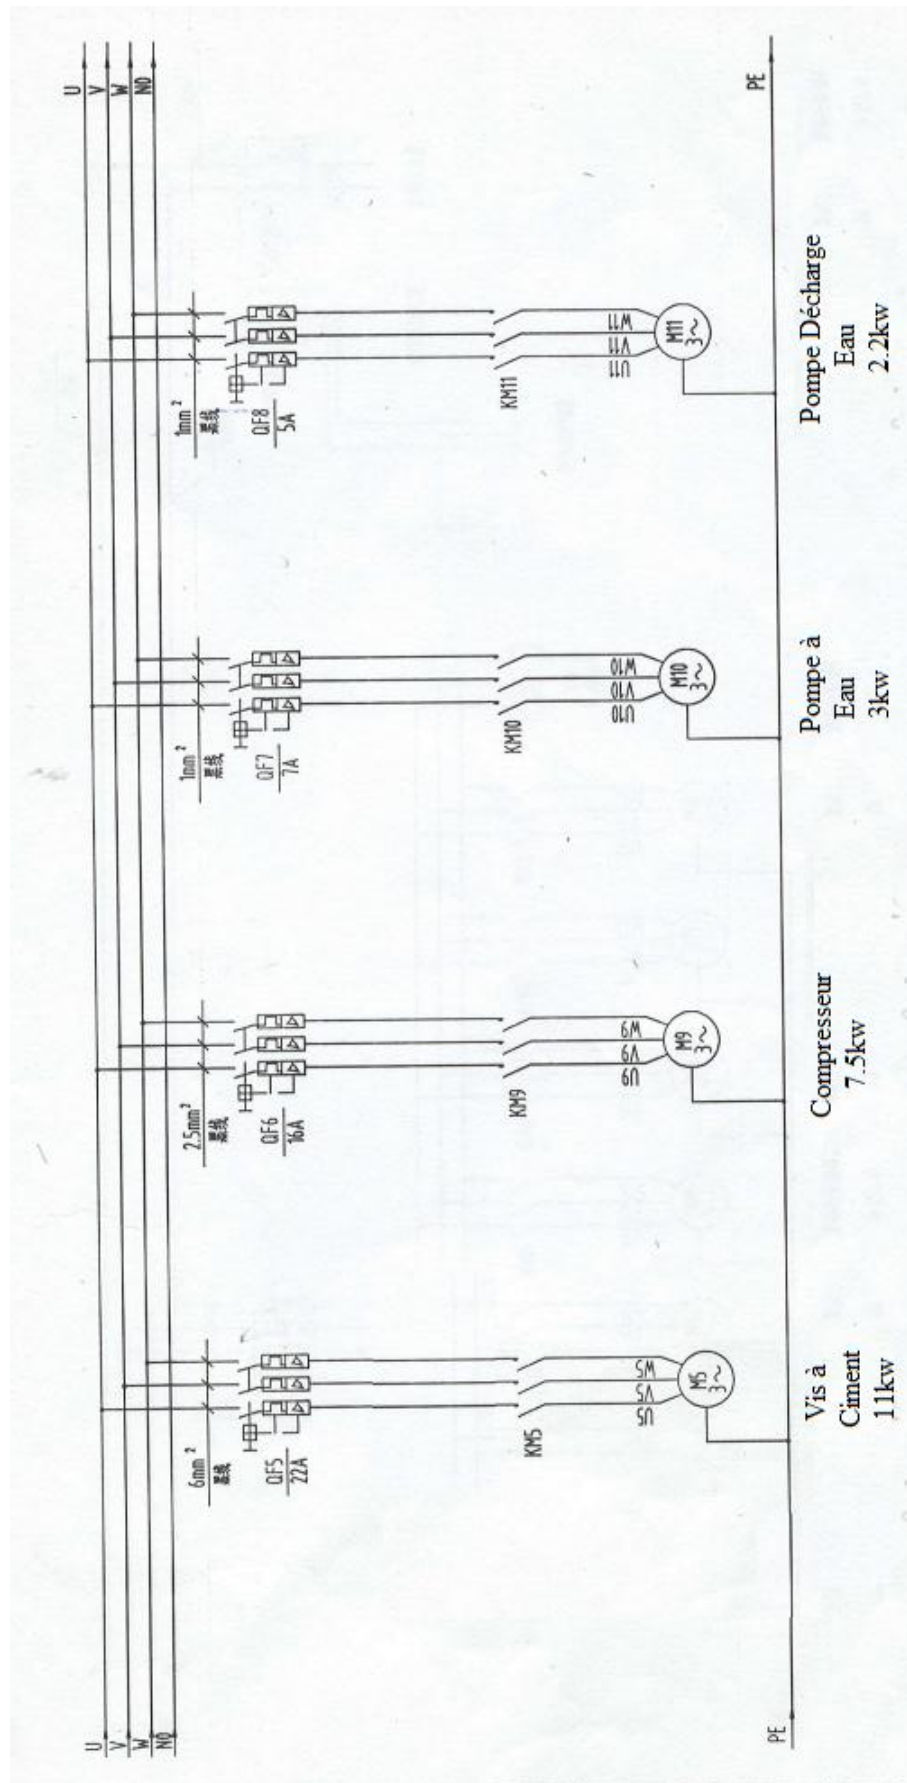 U
V
W
N0
U
V
W
N0
6mm²
黑线
2.5mm²
黑线
1mm²
黑线
1mm²
黑线
QF5
22A
QF6
16A
QF7
7A
QF8
5A
KM5
KM9
KM10
KM11
U5 V5 W5
U9 V9 W9
U10 V10 W10
U11 V11 W11
M5
3~
M9
3~
M10
3~
M11
3~
PE
PE
Vis à
Ciment
11kw
Compresseur
7.5kw
Pompe à
Eau
3kw
Pompe Décharge
Eau
2.2kw